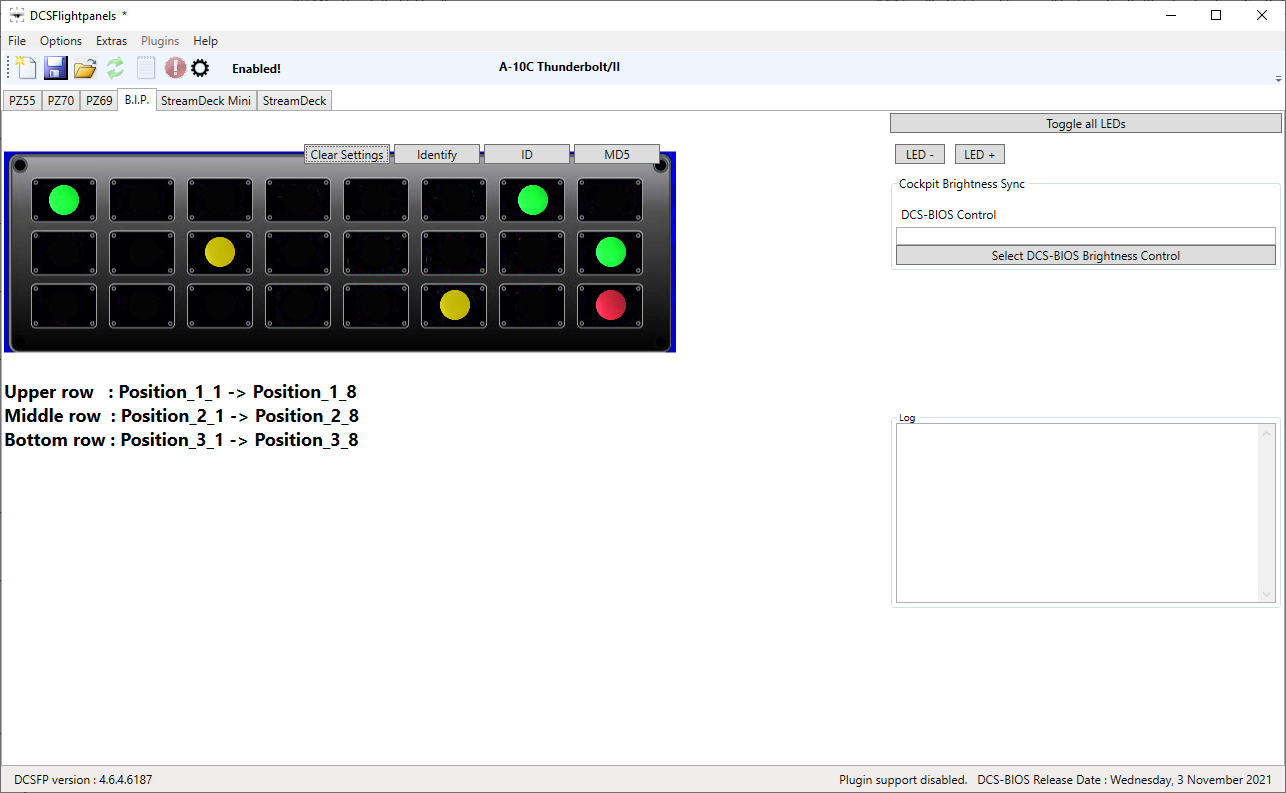 DCSFlightpanels *
File Options Extras Plugins Help
Enabled!
A-10C Thunderbolt/II
PZ55 PZ70 PZ69 B.I.P. StreamDeck Mini StreamDeck
Toggle all LEDs
Clear Settings Identify ID MD5
LED - LED +
Cockpit Brightness Sync
DCS-BIOS Control
Select DCS-BIOS Brightness Control
Upper row : Position_1_1 -> Position_1_8
Middle row : Position_2_1 -> Position_2_8
Bottom row : Position_3_1 -> Position_3_8
Log
DCSFP version : 4.6.4.6187
Plugin support disabled. DCS-BIOS Release Date : Wednesday, 3 November 2021